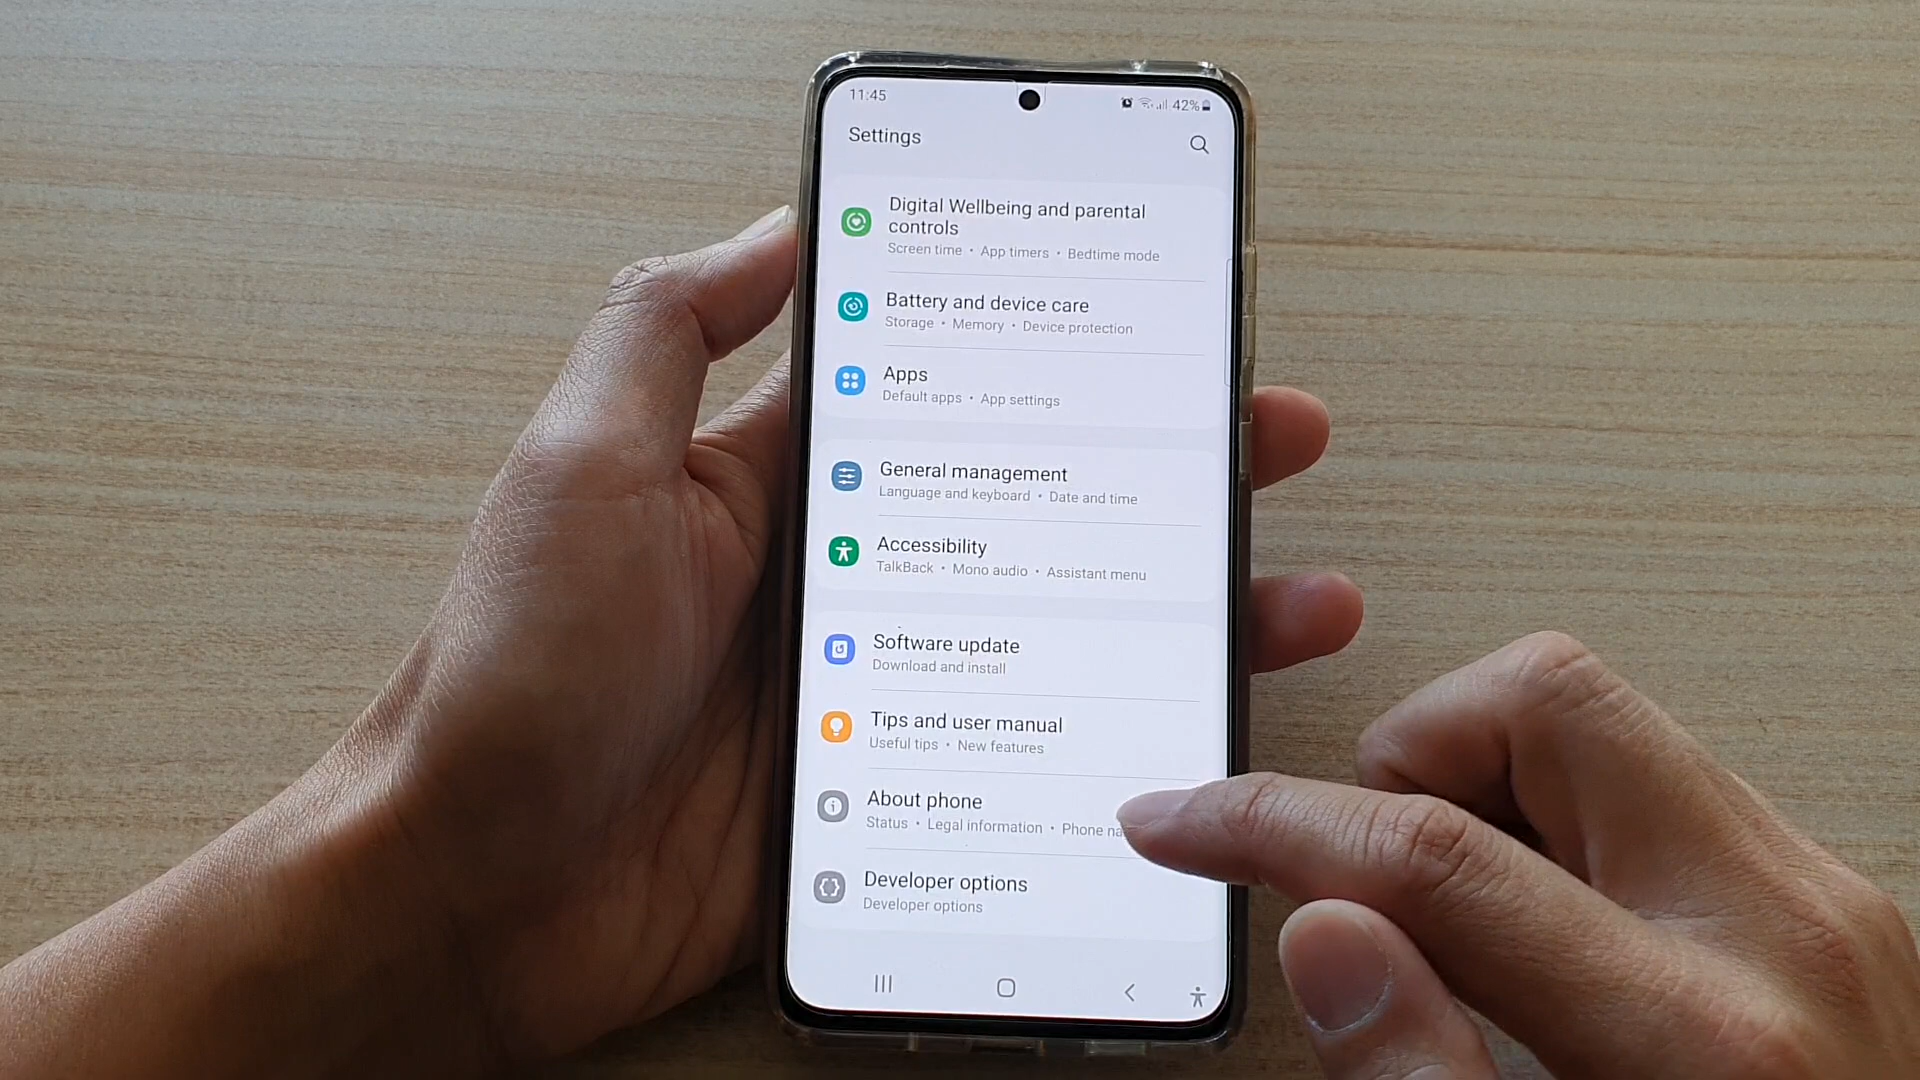 11:45
42%
Settings
Digital Wellbeing and parental
controls
Screen time • App timers • Bedtime mode
Battery and device care
Storage • Memory • Device protection
Apps
Default apps • App settings
General management
Language and keyboard • Date and time
Accessibility
TalkBack • Mono audio • Assistant menu
Software update
Download and install
Tips and user manual
Useful tips • New features
About phone
Status • Legal information • Phone na
Developer options
Developer options